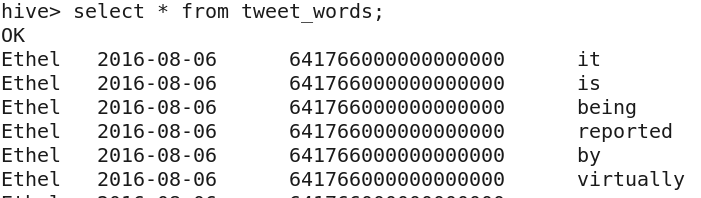 hive> select * from tweet_words;
OK
Ethel 2016-08-06 641766000000000000 it
Ethel 2016-08-06 641766000000000000 is
Ethel 2016-08-06 641766000000000000 being
Ethel 2016-08-06 641766000000000000 reported
Ethel 2016-08-06 641766000000000000 by
Ethel 2016-08-06 641766000000000000 virtually